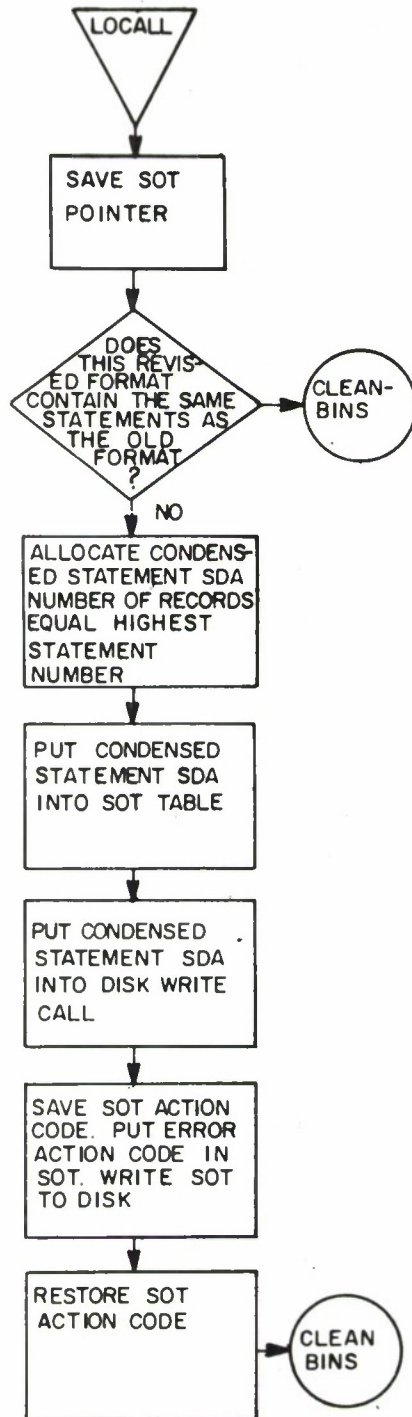 LOCALL
SAVE SOT
POINTER
DOES
THIS REVIS-
ED FORMAT
CONTAIN THE SAME
STATEMENTS AS
THE OLD
FORMAT
?
CLEAN-
BINS
NO
ALLOCATE CONDENS-
ED STATEMENT SDA
NUMBER OF RECORDS
EQUAL HIGHEST
STATEMENT
NUMBER
PUT CONDENSED
STATEMENT SDA
INTO SOT TABLE
PUT CONDENSED
STATEMENT SDA
INTO DISK WRITE
CALL
SAVE SOT ACTION
CODE. PUT ERROR
ACTION CODE IN
SOT. WRITE SOT
TO DISK
RESTORE SOT
ACTION CODE
CLEAN
BINS